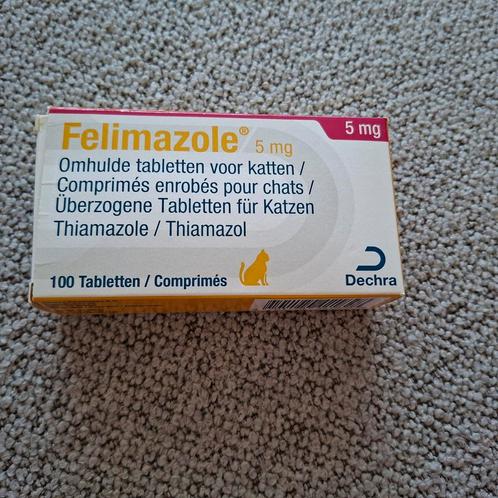 Felimazole® 5 mg
5 mg
Omhulde tabletten voor katten /
Comprimés enrobés pour chats /
Überzogene Tabletten für Katzen
Thiamazole / Thiamazol
100 Tabletten / Comprimés
Dechra